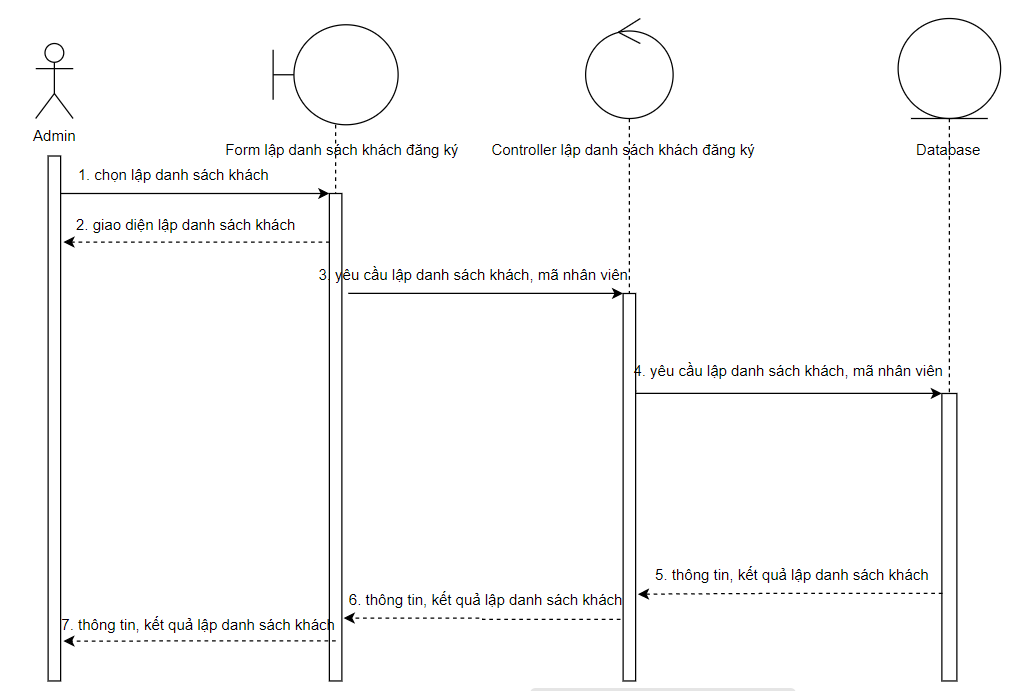 Admin
Form lập danh sách khách đăng ký
Controller lập danh sách khách đăng ký
Database
1. chọn lập danh sách khách
2. giao diện lập danh sách khách
3. yêu cầu lập danh sách khách, mã nhân viên
4. yêu cầu lập danh sách khách, mã nhân viên
5. thông tin, kết quả lập danh sách khách
6. thông tin, kết quả lập danh sách khách
7. thông tin, kết quả lập danh sách khách